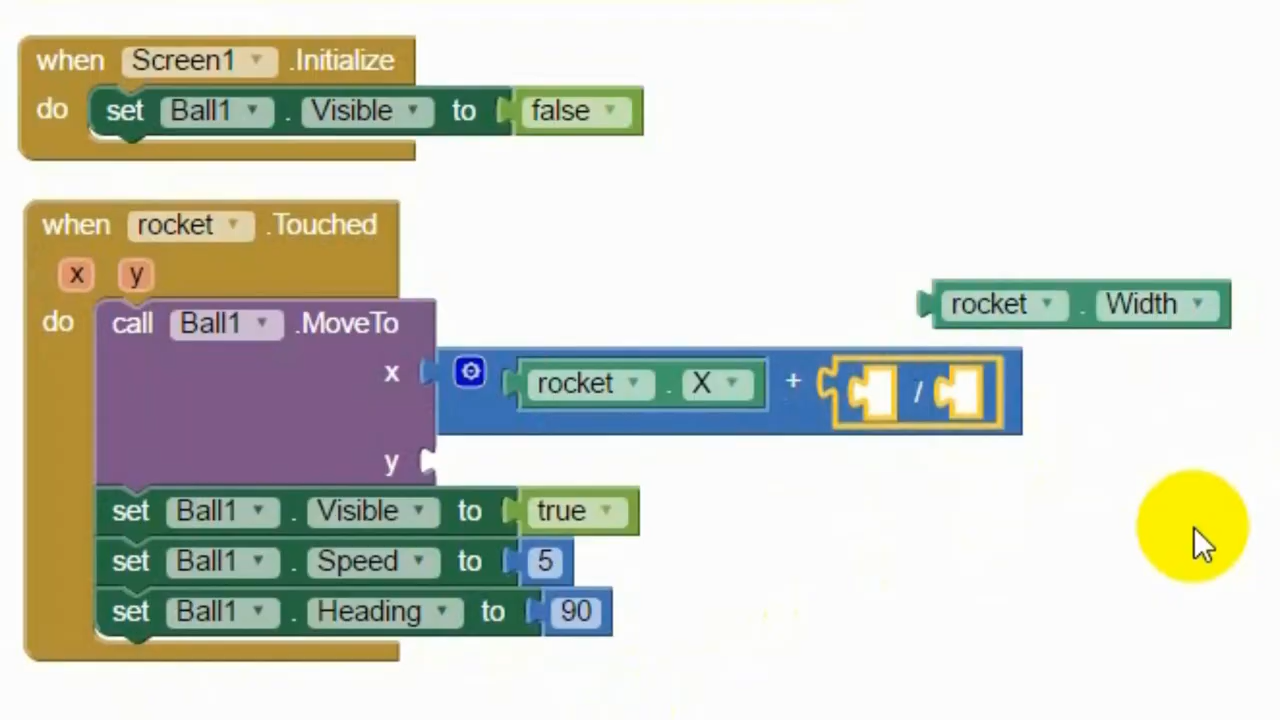 when Screen1 .Initialize
do set Ball1 . Visible to false
when rocket .Touched
x y
rocket . Width
do call Ball1 .MoveTo
x rocket . X + /
y
set Ball1 . Visible to true
set Ball1 . Speed to 5
set Ball1 . Heading to 90